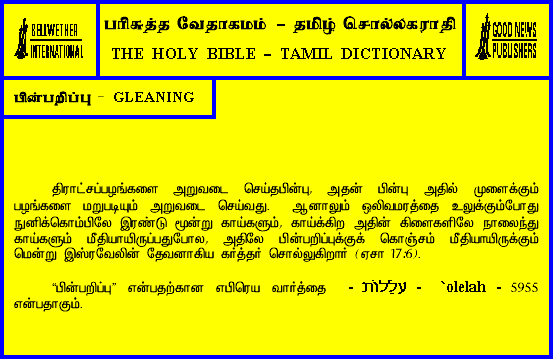 BELLWETHER
INTERNATIONAL
பரிசுத்த வேதாகமம் - தமிழ் சொல்லகராதி
THE HOLY BIBLE - TAMIL DICTIONARY
GOOD NEWS
PUBLISHERS
பின்பறிப்பு - GLEANING
திராட்சப்பழங்களை அறுவடை செய்தபின்பு, அதன் பின்பு அதில் முளைக்கும்
பழங்களை மறுபடியும் அறுவடை செய்வது. ஆனாலும் ஒலிவமரத்தை உலுக்கும்போது
நுனிக்கொம்பிலே இரண்டு மூன்று காய்களும், காய்க்கிற அதின் கிளைகளிலே நாலைந்து
காய்களும் மீதியாயிருப்பதுபோல, அதிலே பின்பறிப்புக்குக் கொஞ்சம் மீதியாயிருக்கும்
மென்று இஸ்ரவேலின் தேவனாகிய கர்த்தர் சொல்லுகிறார் (ஏசா 17:6).
“பின்பறிப்பு” என்பதற்கான எபிரெய வார்த்தை - עֹלֵלוֹת - `olelah - 5955
என்பதாகும்.